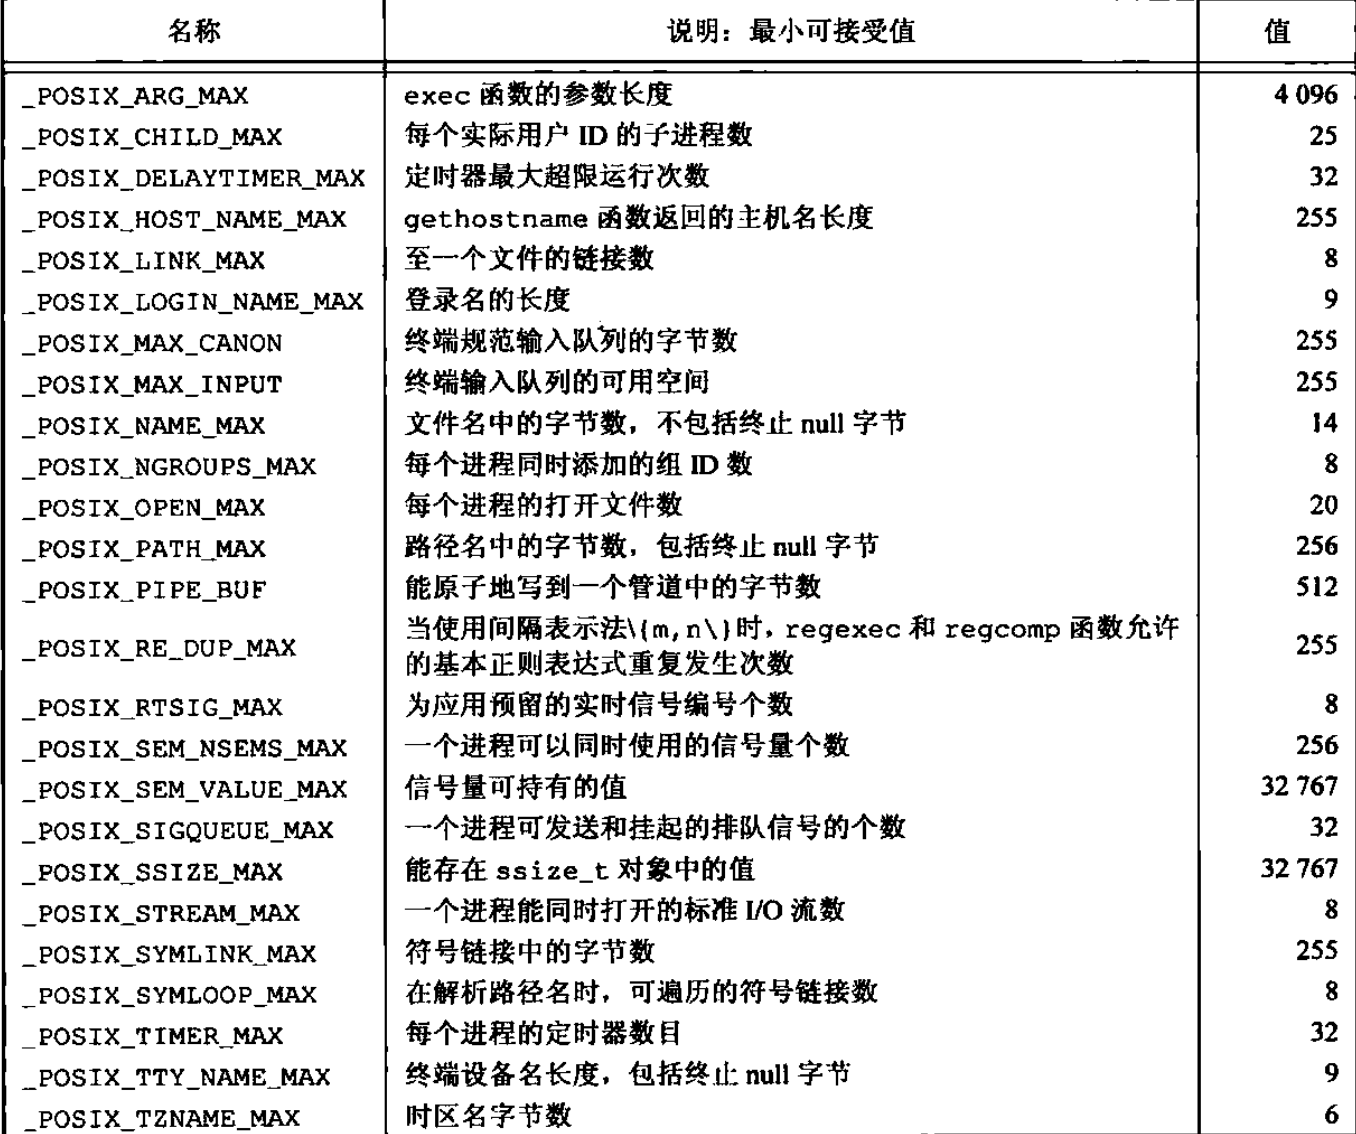 名称 说明：最小可接受值 值
_POSIX_ARG_MAX exec 函数的参数长度 4 096
_POSIX_CHILD_MAX 每个实际用户 ID 的子进程数 25
_POSIX_DELAYTIMER_MAX 定时器最大超限运行次数 32
_POSIX_HOST_NAME_MAX gethostname 函数返回的主机名长度 255
_POSIX_LINK_MAX 至一个文件的链接数 8
_POSIX_LOGIN_NAME_MAX 登录名的长度 9
_POSIX_MAX_CANON 终端规范输入队列的字节数 255
_POSIX_MAX_INPUT 终端输入队列的可用空间 255
_POSIX_NAME_MAX 文件名中的字节数，不包括终止 null 字节 14
_POSIX_NGROUPS_MAX 每个进程同时添加的组 ID 数 8
_POSIX_OPEN_MAX 每个进程的打开文件数 20
_POSIX_PATH_MAX 路径名中的字节数，包括终止 null 字节 256
_POSIX_PIPE_BUF 能原子地写到一个管道中的字节数 512
_POSIX_RE_DUP_MAX 当使用间隔表示法\{m,n\}时，regexec 和 regcomp 函数允许
的基本正则表达式重复发生次数 255
_POSIX_RTSIG_MAX 为应用预留的实时信号编号个数 8
_POSIX_SEM_NSEMS_MAX 一个进程可以同时使用的信号量个数 256
_POSIX_SEM_VALUE_MAX 信号量可持有的值 32 767
_POSIX_SIGQUEUE_MAX 一个进程可发送和挂起的排队信号的个数 32
_POSIX_SSIZE_MAX 能存在 ssize_t 对象中的值 32 767
_POSIX_STREAM_MAX 一个进程能同时打开的标准 I/O 流数 8
_POSIX_SYMLINK_MAX 符号链接中的字节数 255
_POSIX_SYMLOOP_MAX 在解析路径名时，可遍历的符号链接数 8
_POSIX_TIMER_MAX 每个进程的定时器数目 32
_POSIX_TTY_NAME_MAX 终端设备名长度，包括终止 null 字节 9
_POSIX_TZNAME_MAX 时区名字节数 6